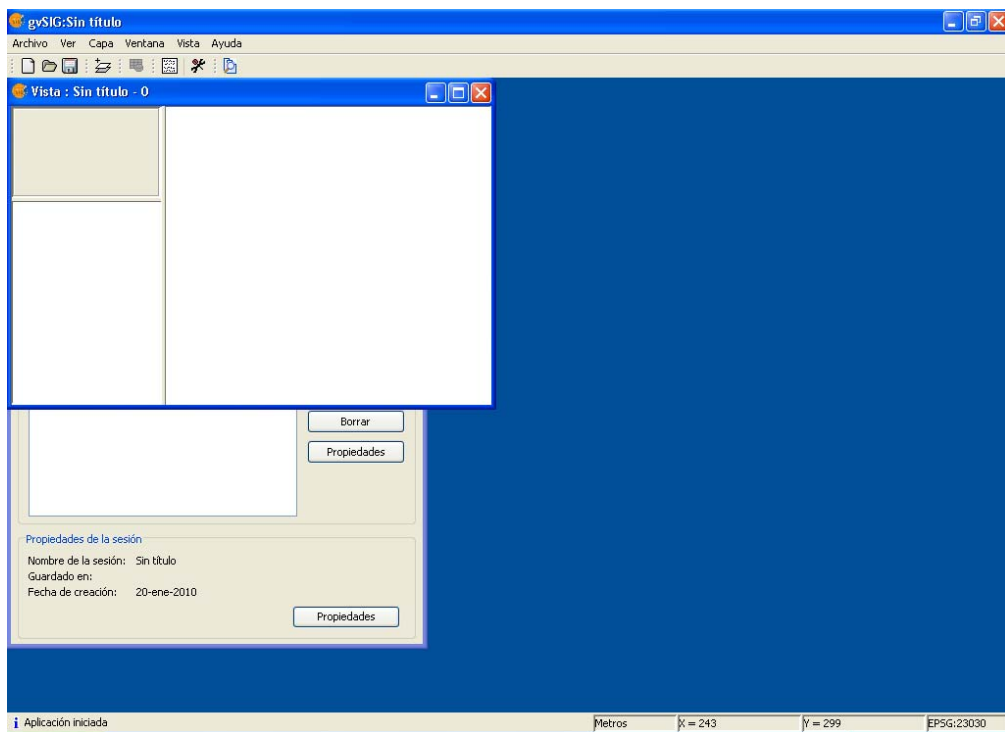 gvSIG:Sin título
Archivo Ver Capa Ventana Vista Ayuda
Vista : Sin título - 0
Borrar
Propiedades
Propiedades de la sesión
Nombre de la sesión: Sin título
Guardado en:
Fecha de creación: 20-ene-2010
Propiedades
Aplicación iniciada
Metros
X = 243
Y = 299
EPSG:23030